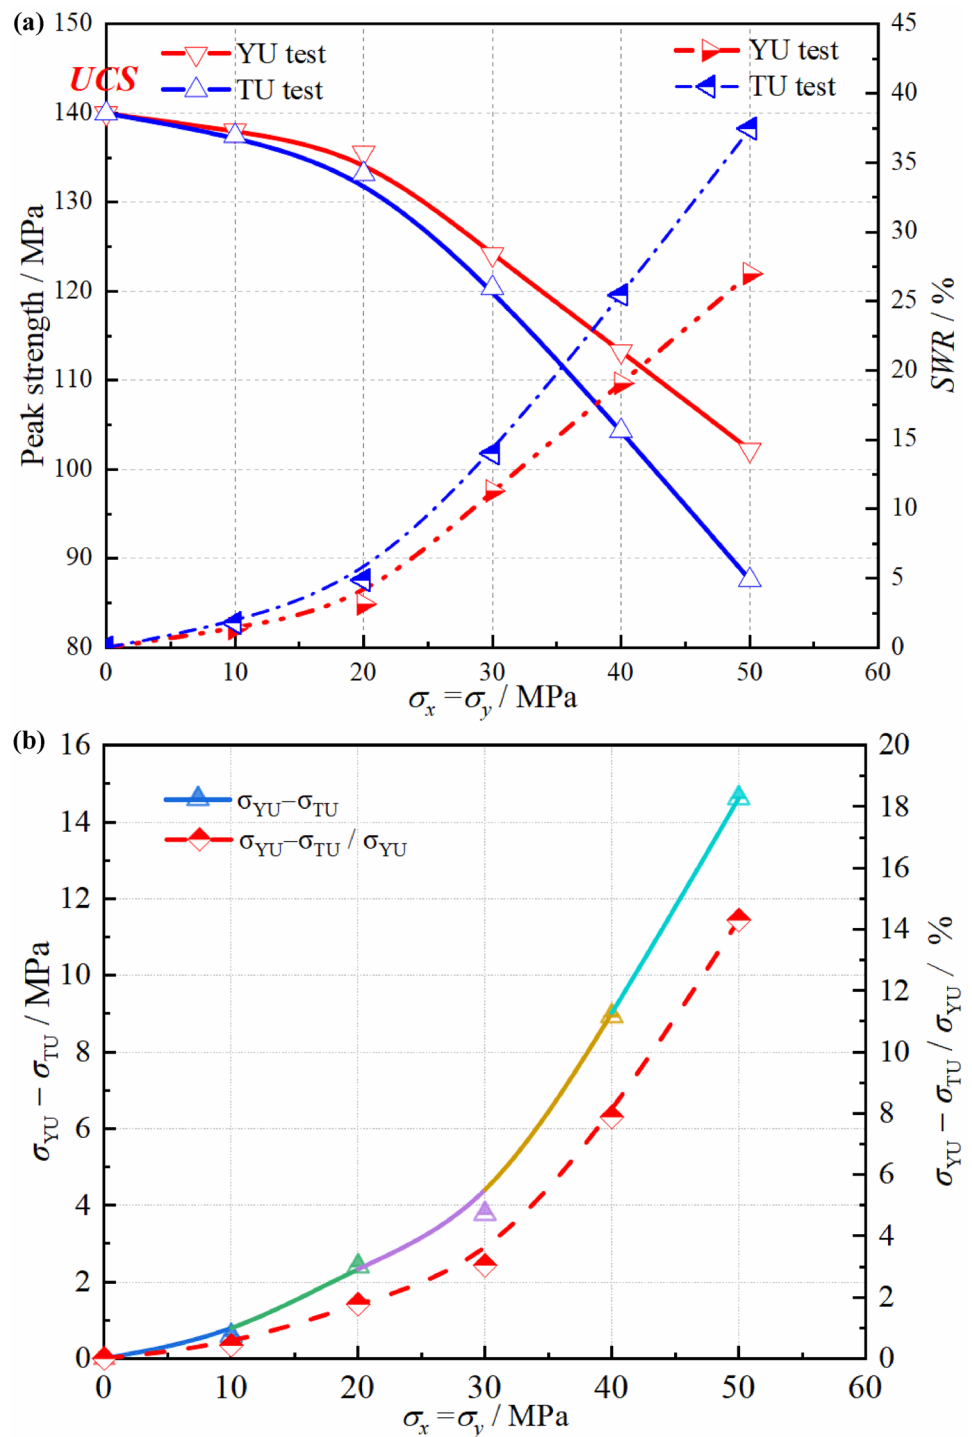 (a)
YU test
TU test
YU test
TU test
UCS
150
140
130
120
110
100
90
80
Peak strength / MPa
45
40
35
30
25
20
15
10
5
0
SWR / %
0 10 20 30 40 50 60
σx =σy / MPa
(b)
σYU–σTU
σYU–σTU / σYU
16
14
12
10
8
6
4
2
0
σYU – σTU / MPa
20
18
16
14
12
10
8
6
4
2
0
σYU – σTU / σYU / %
0 10 20 30 40 50 60
σx =σy / MPa